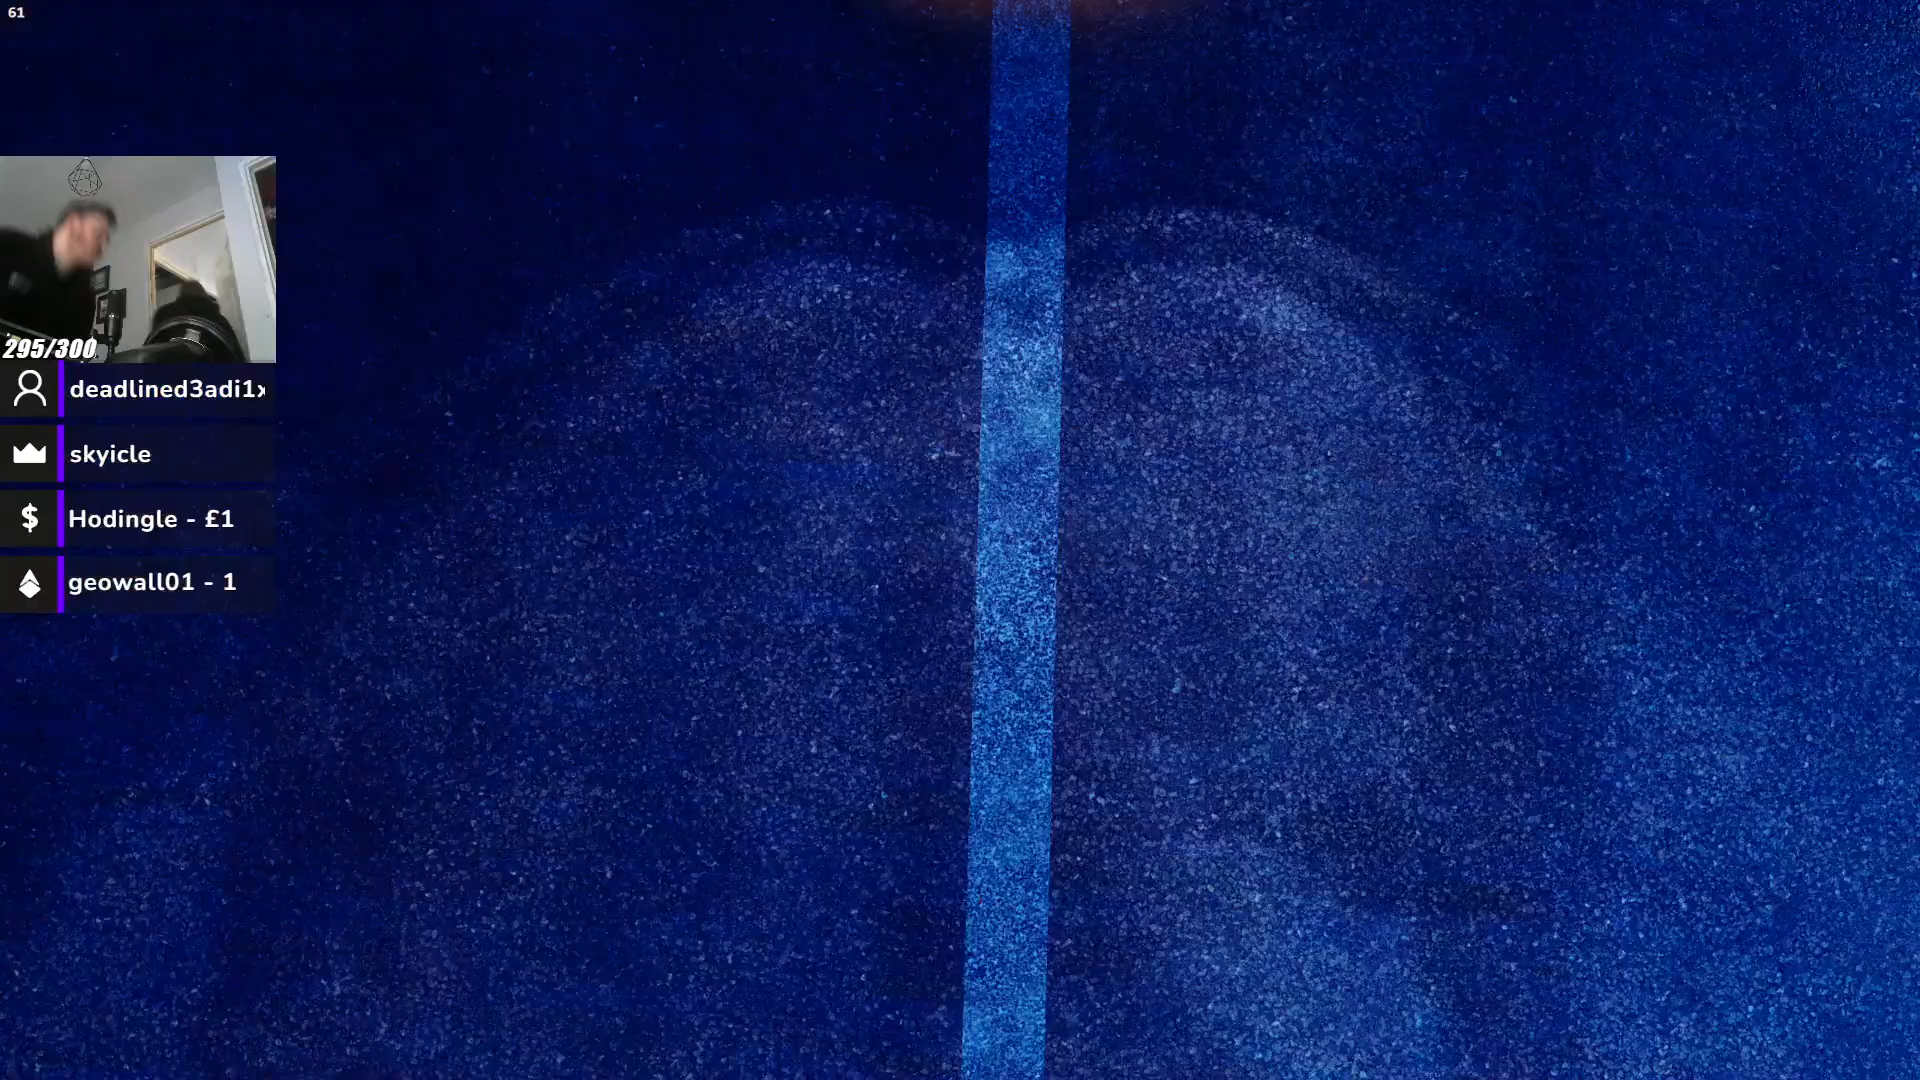 61
295/300
deadlined3adi1x
skyicle
Hodingle - £1
geowall01 - 1